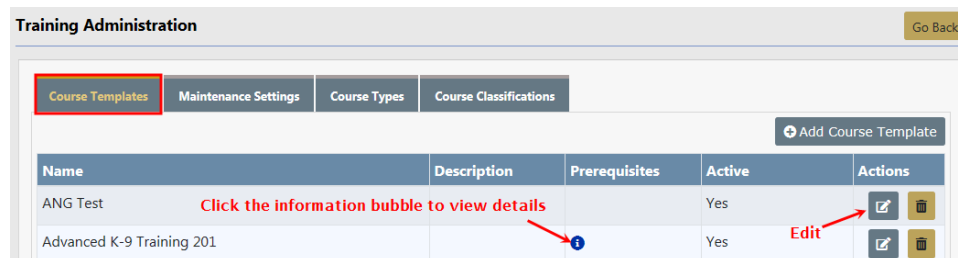 Training Administration
Go Back
Course Templates Maintenance Settings Course Types Course Classifications
Add Course Template
Name Description Prerequisites Active Actions
ANG Test Click the information bubble to view details Yes
Edit
Advanced K-9 Training 201 Yes